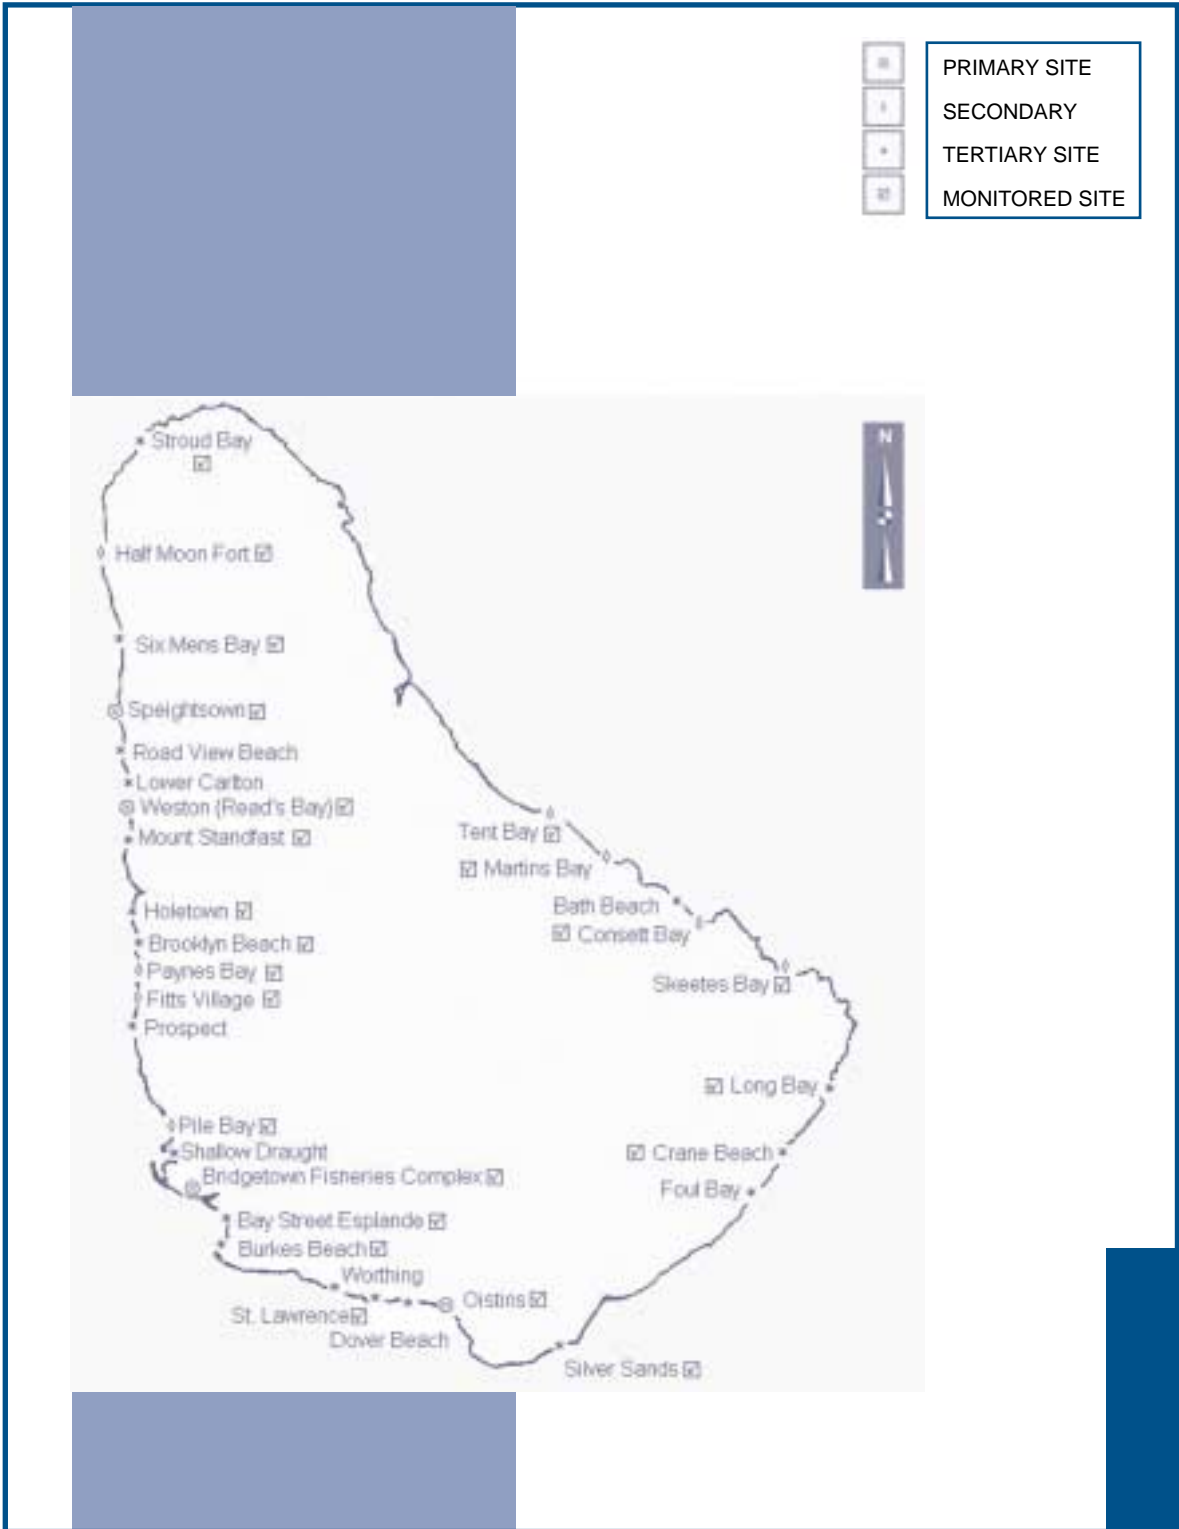 PRIMARY SITE
SECONDARY
TERTIARY SITE
MONITORED SITE
N
Stroud Bay
Half Moon Fort
Six Mens Bay
Speightsown
Road View Beach
Lower Carlton
Weston (Read's Bay)
Mount Standfast
Tent Bay
Martins Bay
Bath Beach
Holetown
Consett Bay
Brooklyn Beach
Paynes Bay
Skeetes Bay
Fitts Village
Prospect
Long Bay
Pile Bay
Shallow Draught
Crane Beach
Bridgetown Fisheries Complex
Foul Bay
Bay Street Esplande
Burkes Beach
Worthing
Oistins
St. Lawrence
Dover Beach
Silver Sands